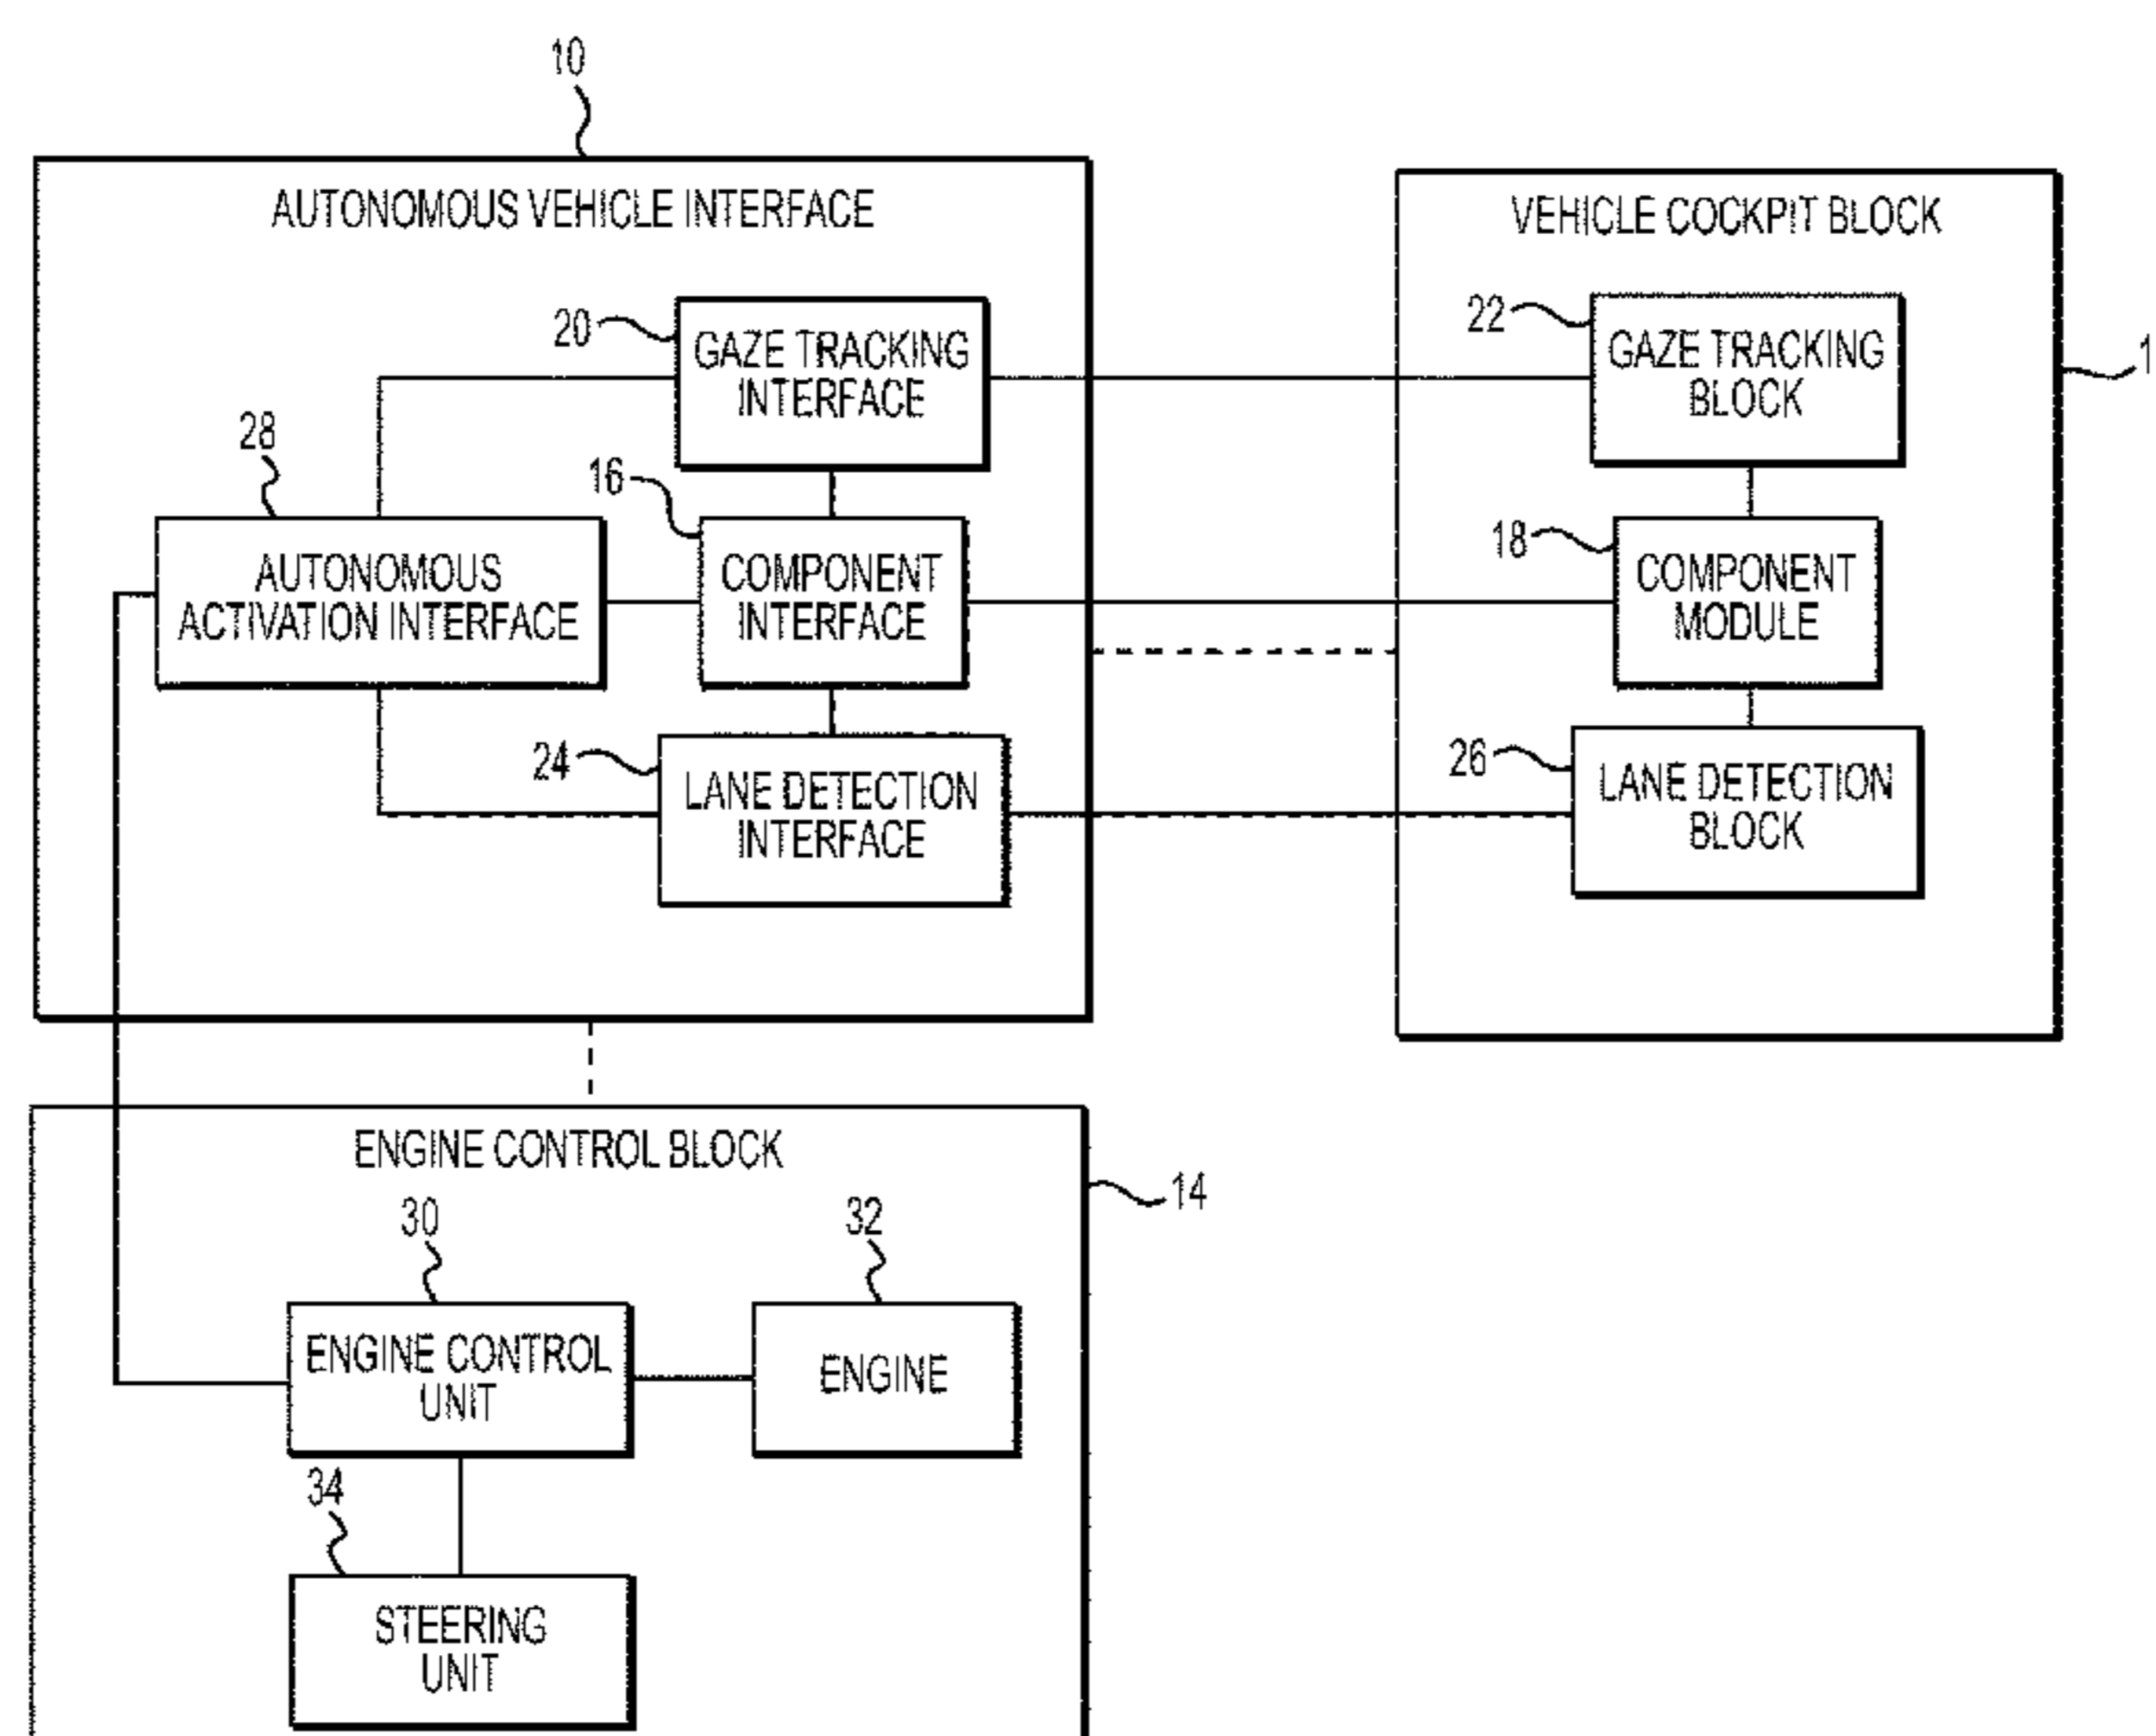 10
AUTONOMOUS VEHICLE INTERFACE
VEHICLE COCKPIT BLOCK
20
GAZE TRACKING
INTERFACE
22
GAZE TRACKING
BLOCK
1
28
AUTONOMOUS
ACTIVATION INTERFACE
16
COMPONENT
INTERFACE
18
COMPONENT
MODULE
24
LANE DETECTION
INTERFACE
26
LANE DETECTION
BLOCK
ENGINE CONTROL BLOCK
14
30
ENGINE CONTROL
UNIT
32
ENGINE
34
STEERING
UNIT